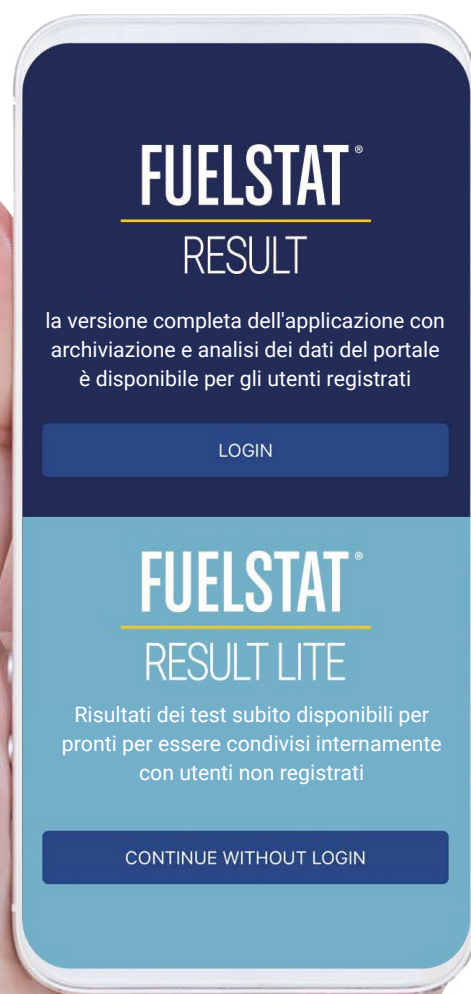 FUELSTAT®
RESULT
la versione completa dell'applicazione con
archiviazione e analisi dei dati del portale
è disponibile per gli utenti registrati
LOGIN
FUELSTAT®
RESULT LITE
Risultati dei test subito disponibili per
pronti per essere condivisi internamente
con utenti non registrati
CONTINUE WITHOUT LOGIN